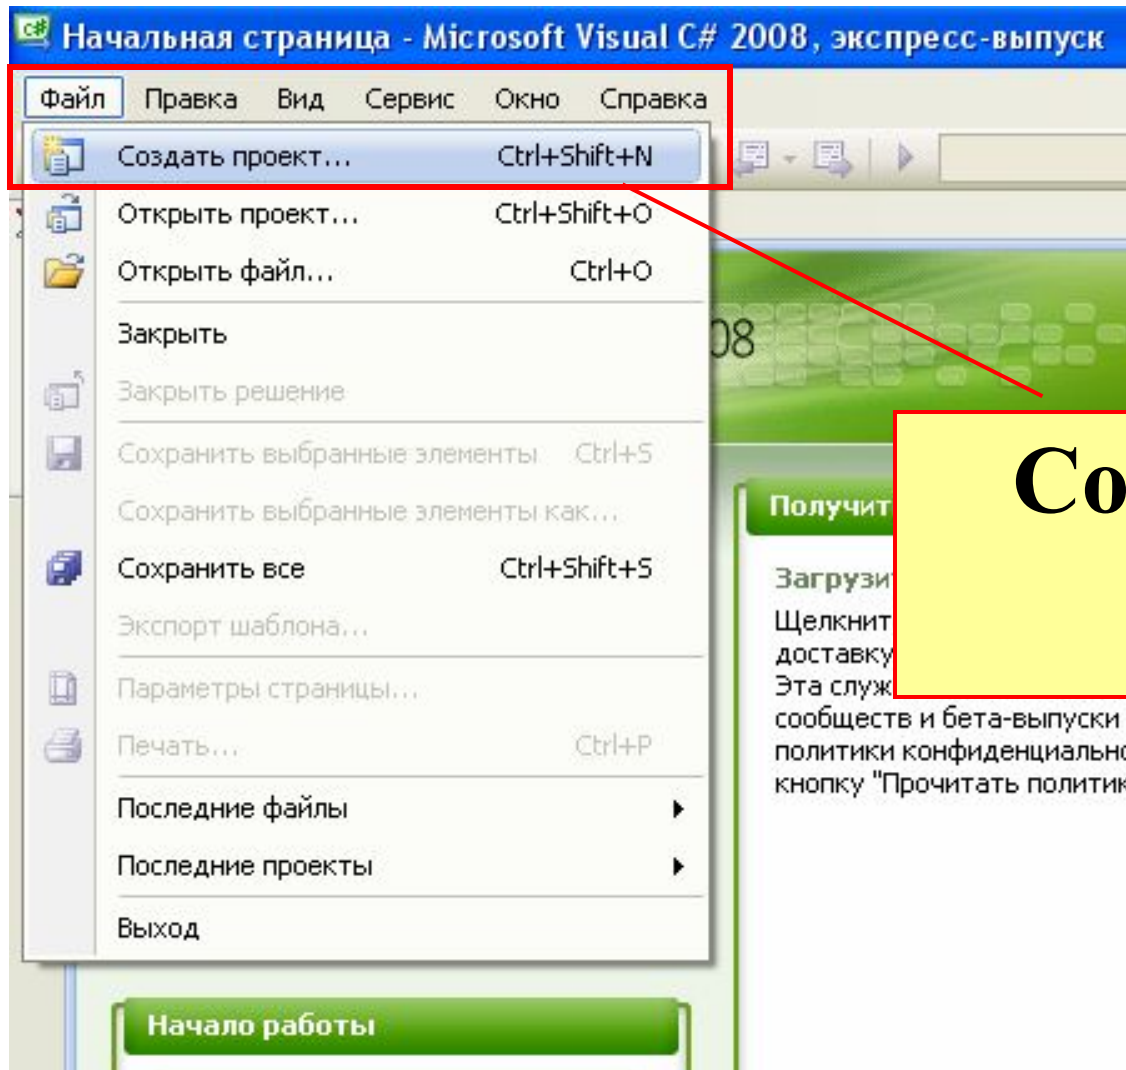 Начальная страница - Microsoft Visual C# 2008, экспресс-выпуск
Файл Правка Вид Сервис Окно Справка
Создать проект... Ctrl+Shift+N
Открыть проект... Ctrl+Shift+O
Открыть файл... Ctrl+O
Закрыть
08
Закрыть решение
Сохранить выбранные элементы Ctrl+S
Сохранить выбранные элементы как...
Сохранить все Ctrl+Shift+S
Экспорт шаблона...
Параметры страницы...
Печать... Ctrl+P
Последние файлы
Последние проекты
Выход
Начало работы
Со
Получит
Загрузи
Щелкнит
доставку
Эта служ
сообществ и бета-выпуски
политики конфиденциально
кнопку "Прочитать политик